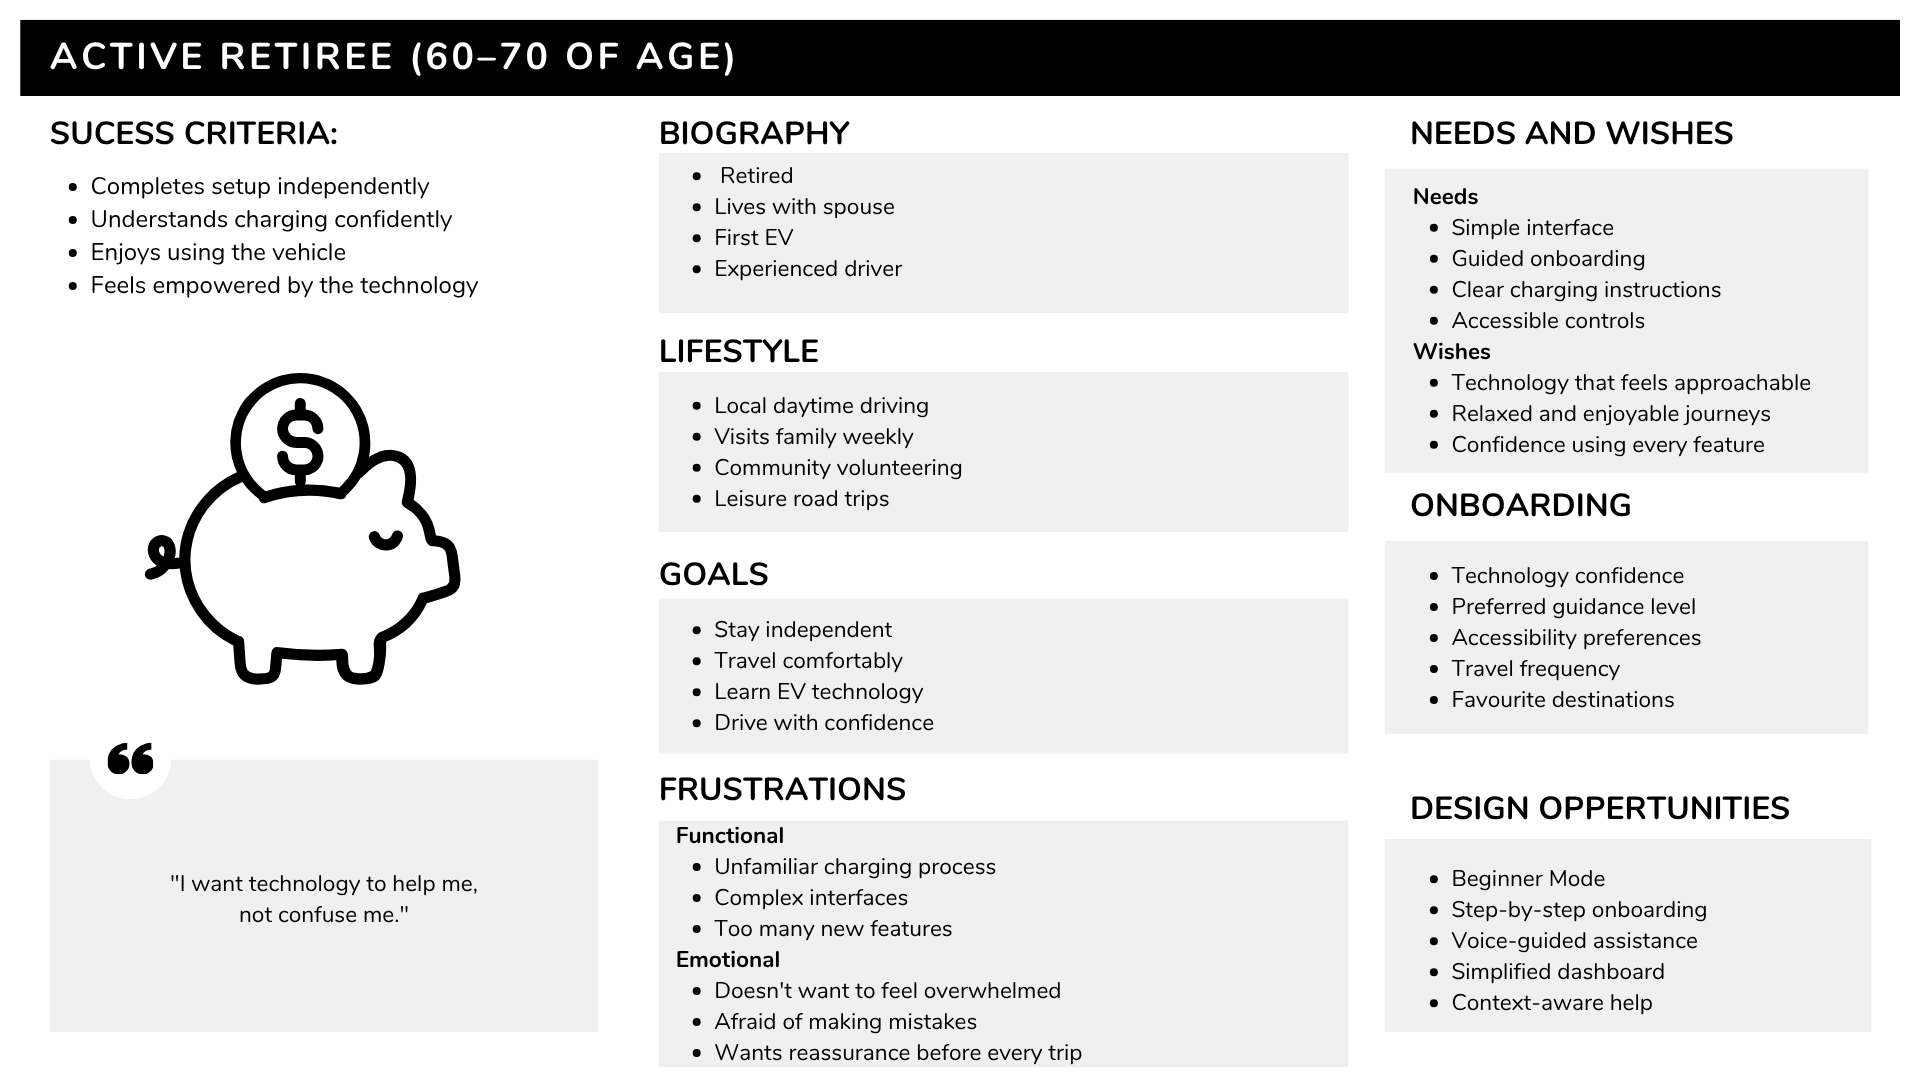 ACTIVE RETIREE (60–70 OF AGE)
SUCESS CRITERIA:
• Completes setup independently
• Understands charging confidently
• Enjoys using the vehicle
• Feels empowered by the technology
$
"I want technology to help me,
not confuse me."
BIOGRAPHY
• Retired
• Lives with spouse
• First EV
• Experienced driver
LIFESTYLE
• Local daytime driving
• Visits family weekly
• Community volunteering
• Leisure road trips
GOALS
• Stay independent
• Travel comfortably
• Learn EV technology
• Drive with confidence
FRUSTRATIONS
Functional
• Unfamiliar charging process
• Complex interfaces
• Too many new features
Emotional
• Doesn't want to feel overwhelmed
• Afraid of making mistakes
• Wants reassurance before every trip
NEEDS AND WISHES
Needs
• Simple interface
• Guided onboarding
• Clear charging instructions
• Accessible controls
Wishes
• Technology that feels approachable
• Relaxed and enjoyable journeys
• Confidence using every feature
ONBOARDING
• Technology confidence
• Preferred guidance level
• Accessibility preferences
• Travel frequency
• Favourite destinations
DESIGN OPPERTUNITIES
• Beginner Mode
• Step-by-step onboarding
• Voice-guided assistance
• Simplified dashboard
• Context-aware help